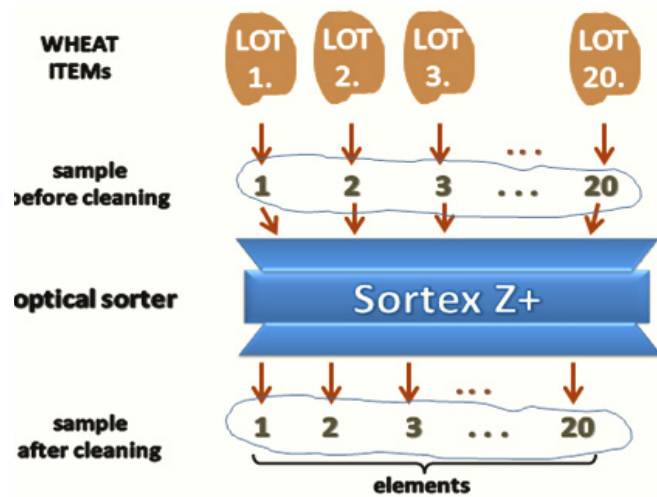 WHEAT
ITEMs
LOT
1.
LOT
2.
LOT
3.
LOT
20.
...
sample
before cleaning
1 2 3 ... 20
optical sorter
Sortex Z+
...
sample
after cleaning
1 2 3 ... 20
elements